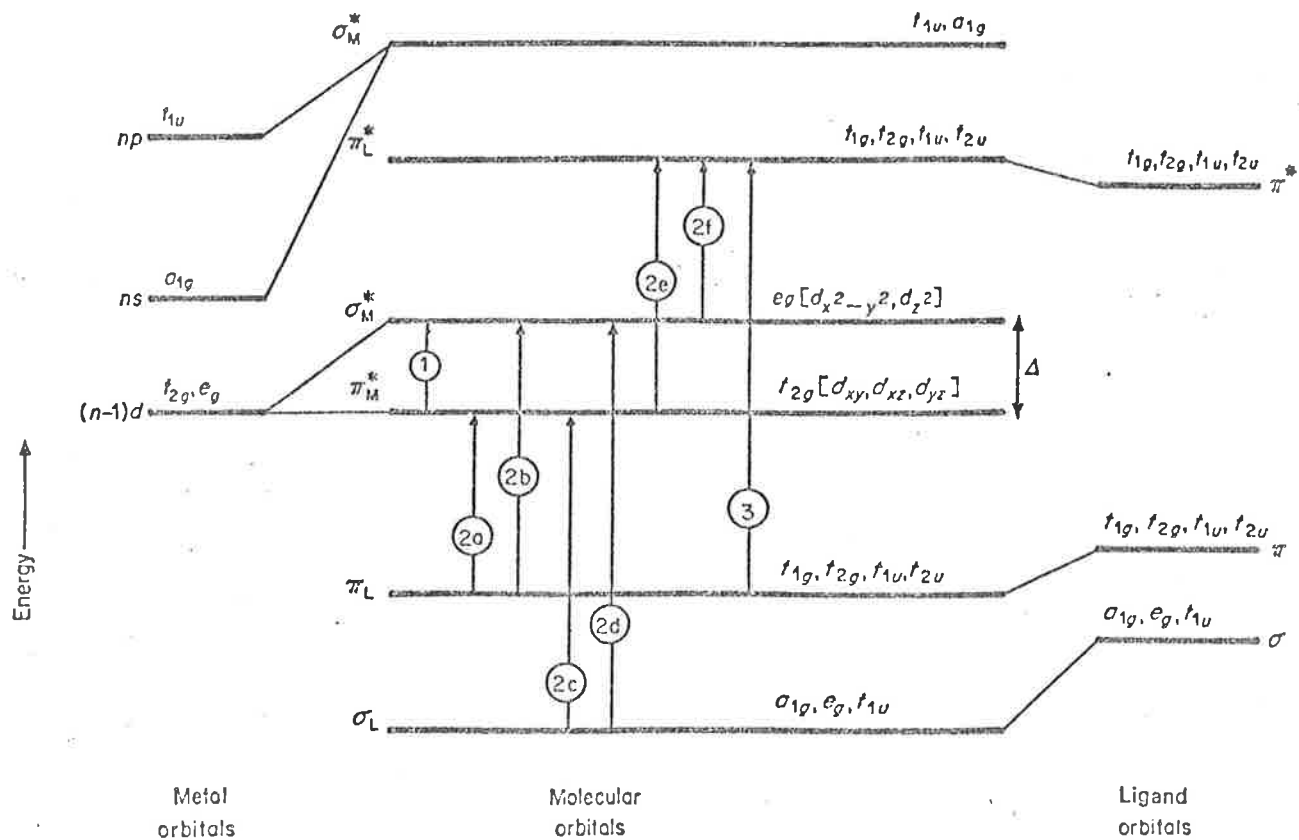 σ*M
t1u, a1g
t1u
np
π*L
t1g, t2g, t1u, t2u
t1g, t2g, t1u, t2u
π*
2f
a1g
ns
2e
σ*M
eg[dx²–y², dz²]
1
Δ
t2g, eg
(n-1)d
π*M
t2g[dxy, dxz, dyz]
2b
2a
3
t1g, t2g, t1u, t2u
π
Energy
πL
t1g, t2g, t1u, t2u
a1g, eg, t1u
σ
2d
2c
σL
a1g, eg, t1u
Metal
orbitals
Molecular
orbitals
Ligand
orbitals